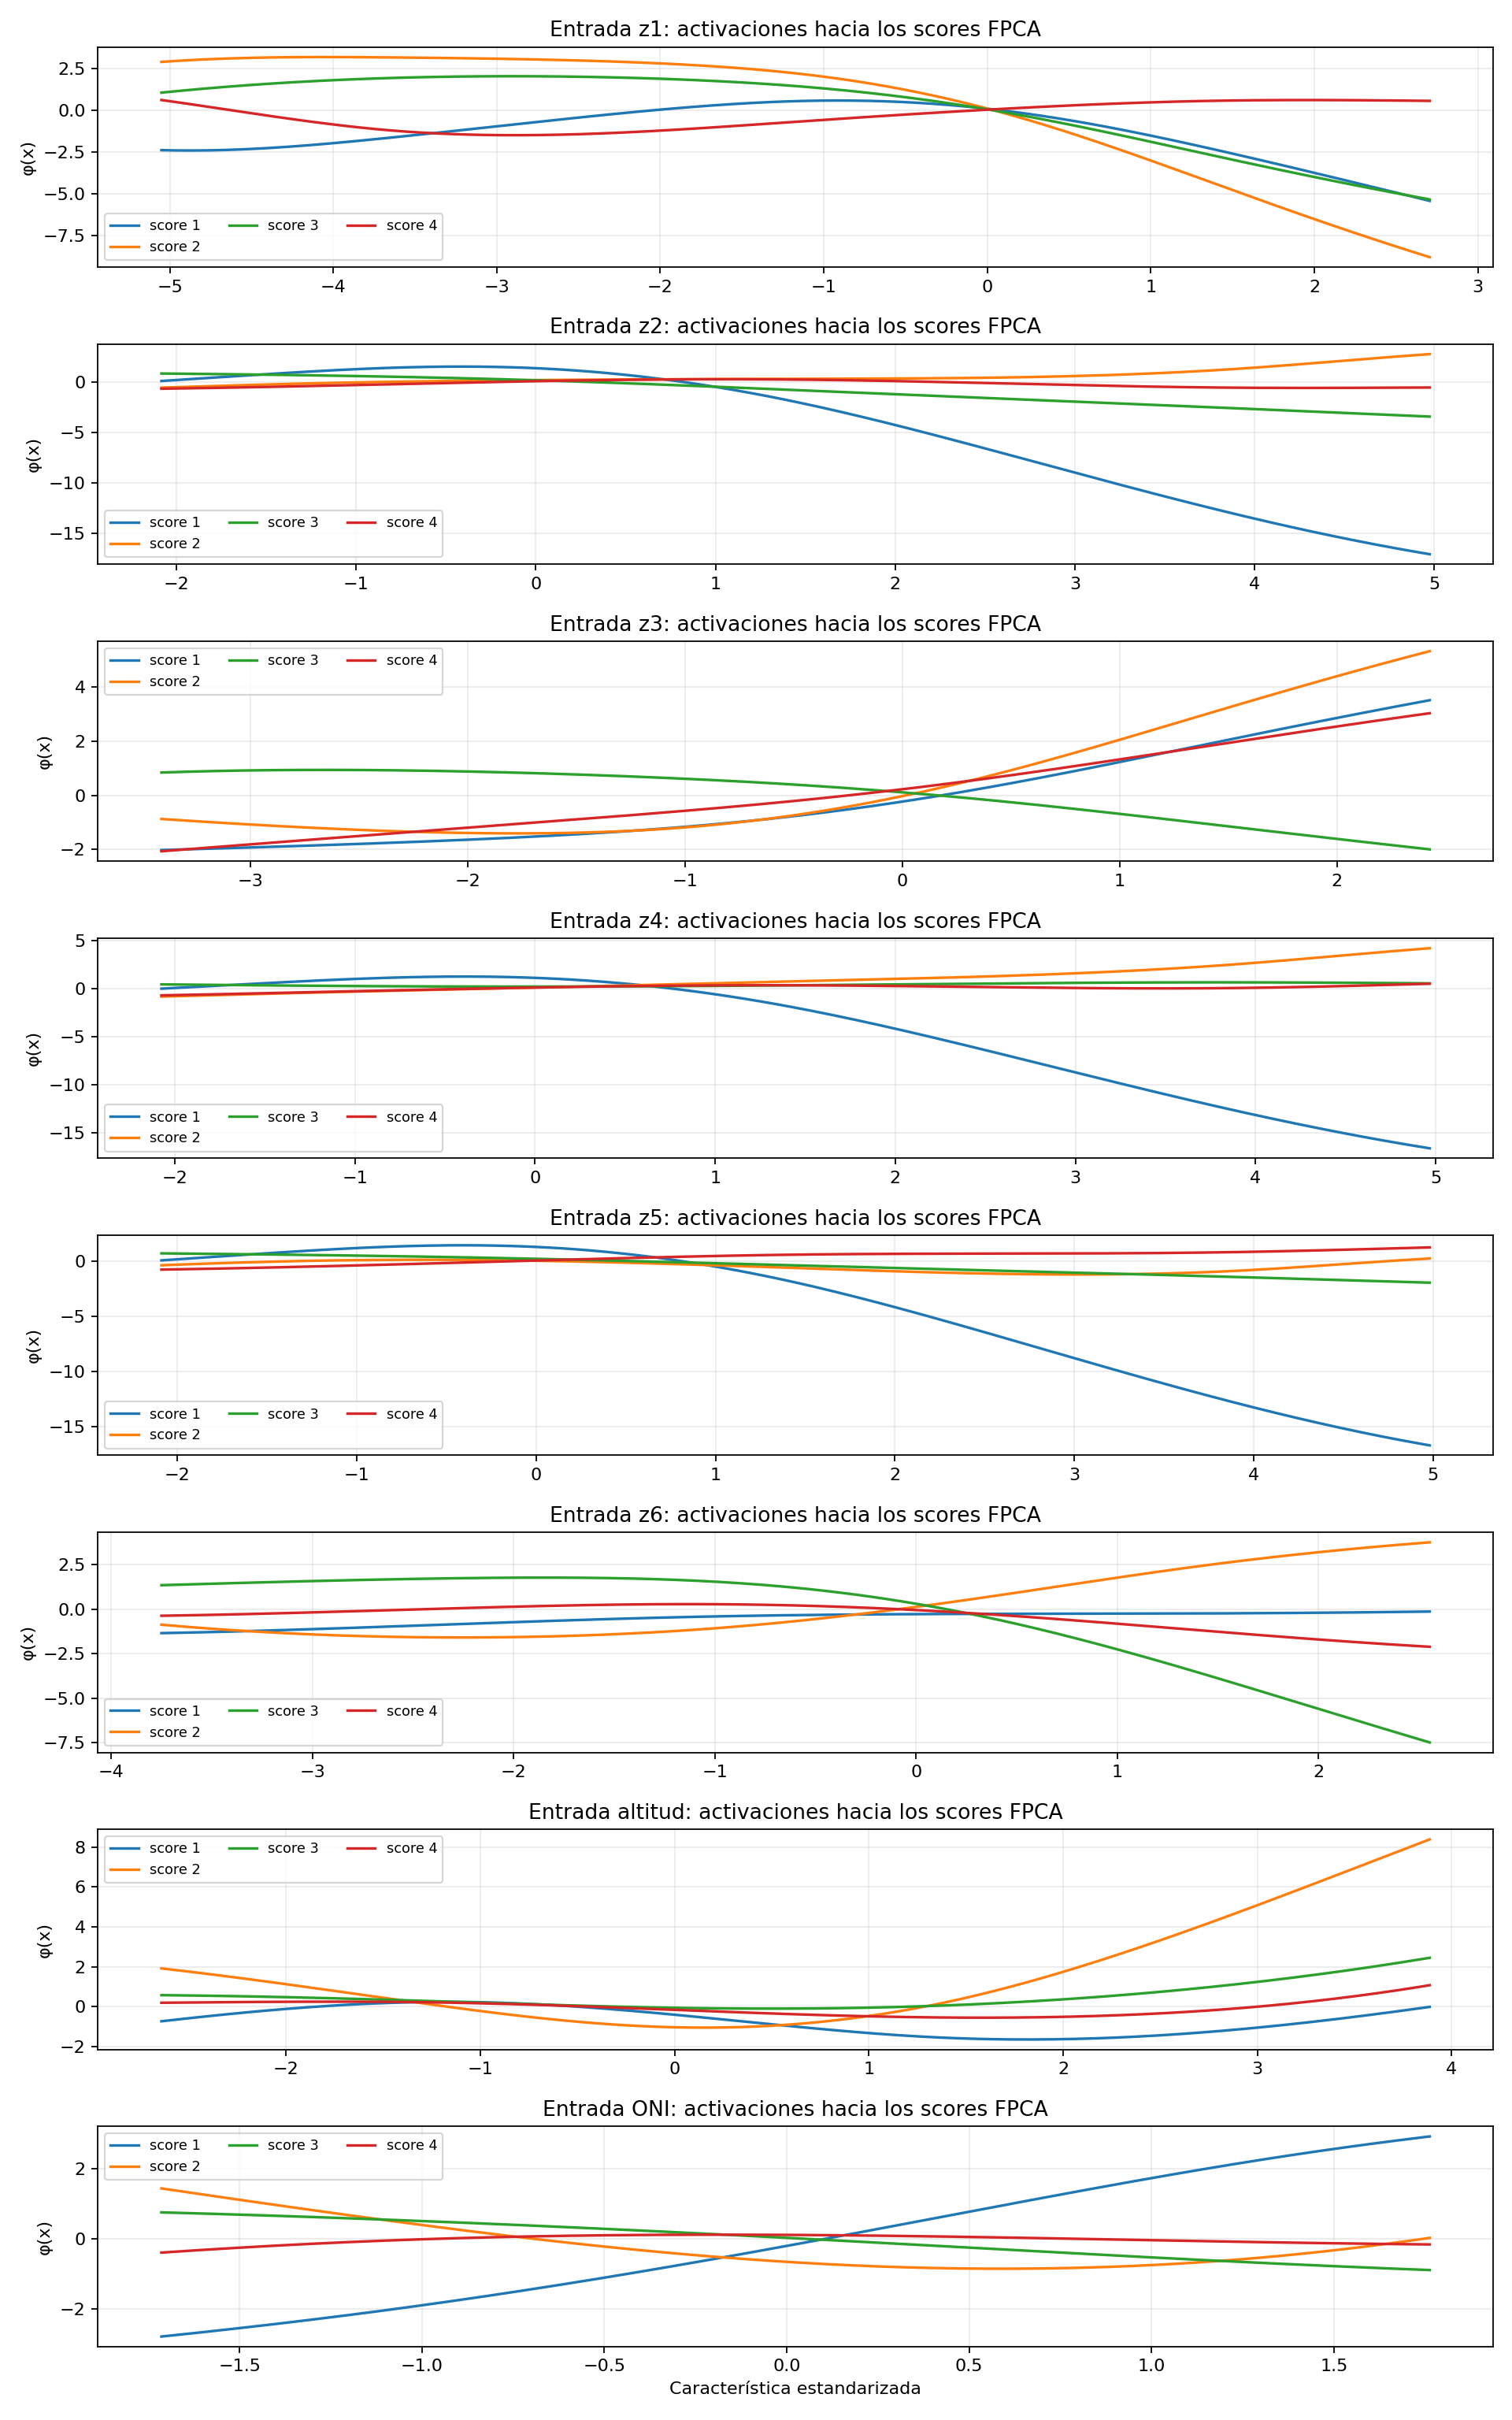 Entrada z1: activaciones hacia los scores FPCA
2.5
0.0
−2.5
−5.0
−7.5
φ(x)
score 1 score 3 score 4
score 2
−5 −4 −3 −2 −1 0 1 2 3
Entrada z2: activaciones hacia los scores FPCA
0
−5
−10
−15
φ(x)
score 1 score 3 score 4
score 2
−2 −1 0 1 2 3 4 5
Entrada z3: activaciones hacia los scores FPCA
score 1 score 3 score 4
score 2
4
2
0
−2
φ(x)
−3 −2 −1 0 1 2
Entrada z4: activaciones hacia los scores FPCA
5
0
−5
−10
−15
φ(x)
score 1 score 3 score 4
score 2
−2 −1 0 1 2 3 4 5
Entrada z5: activaciones hacia los scores FPCA
0
−5
−10
−15
φ(x)
score 1 score 3 score 4
score 2
−2 −1 0 1 2 3 4 5
Entrada z6: activaciones hacia los scores FPCA
2.5
0.0
−2.5
−5.0
−7.5
φ(x)
score 1 score 3 score 4
score 2
−4 −3 −2 −1 0 1 2
Entrada altitud: activaciones hacia los scores FPCA
score 1 score 3 score 4
score 2
8
6
4
2
0
−2
φ(x)
−2 −1 0 1 2 3 4
Entrada ONI: activaciones hacia los scores FPCA
score 1 score 3 score 4
score 2
2
0
−2
φ(x)
−1.5 −1.0 −0.5 0.0 0.5 1.0 1.5
Característica estandarizada